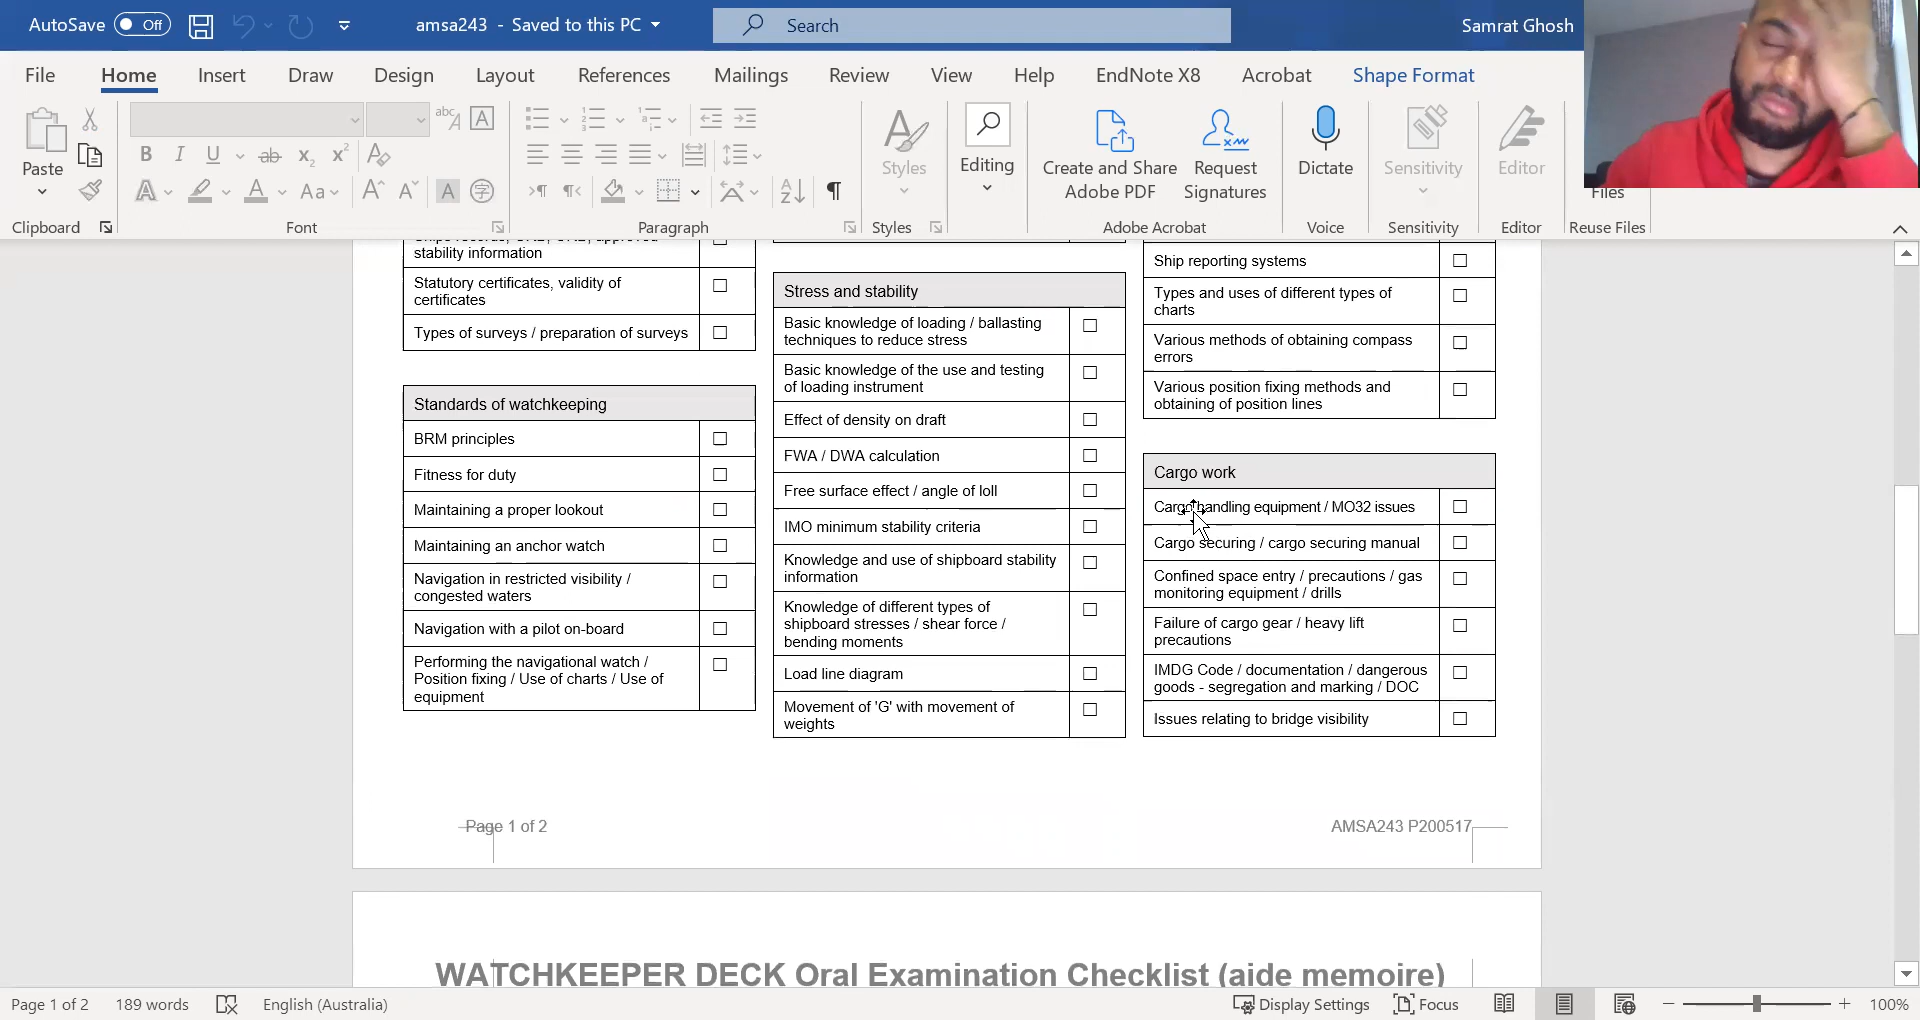 AutoSave Off amsa243 - Saved to this PC Search Samrat Ghosh
File Home Insert Draw Design Layout References Mailings Review View Help EndNote X8 Acrobat Shape Format
Paste
Clipboard
Font
Paragraph
Styles
Styles
Editing
Create and Share
Adobe PDF
Request
Signatures
Adobe Acrobat
Dictate
Voice
Sensitivity
Sensitivity
Editor
Editor
Files
Reuse Files
stability information
Statutory certificates, validity of
certificates
Types of surveys / preparation of surveys
Standards of watchkeeping
BRM principles
Fitness for duty
Maintaining a proper lookout
Maintaining an anchor watch
Navigation in restricted visibility /
congested waters
Navigation with a pilot on-board
Performing the navigational watch /
Position fixing / Use of charts / Use of
equipment
Stress and stability
Basic knowledge of loading / ballasting
techniques to reduce stress
Basic knowledge of the use and testing
of loading instrument
Effect of density on draft
FWA / DWA calculation
Free surface effect / angle of loll
IMO minimum stability criteria
Knowledge and use of shipboard stability
information
Knowledge of different types of
shipboard stresses / shear force /
bending moments
Load line diagram
Movement of 'G' with movement of
weights
Ship reporting systems
Types and uses of different types of
charts
Various methods of obtaining compass
errors
Various position fixing methods and
obtaining of position lines
Cargo work
Cargo handling equipment / MO32 issues
Cargo securing / cargo securing manual
Confined space entry / precautions / gas
monitoring equipment / drills
Failure of cargo gear / heavy lift
precautions
IMDG Code / documentation / dangerous
goods - segregation and marking / DOC
Issues relating to bridge visibility
Page 1 of 2 AMSA243 P200517
WATCHKEEPER DECK Oral Examination Checklist (aide memoire)
Page 1 of 2 189 words English (Australia) Display Settings Focus 100%